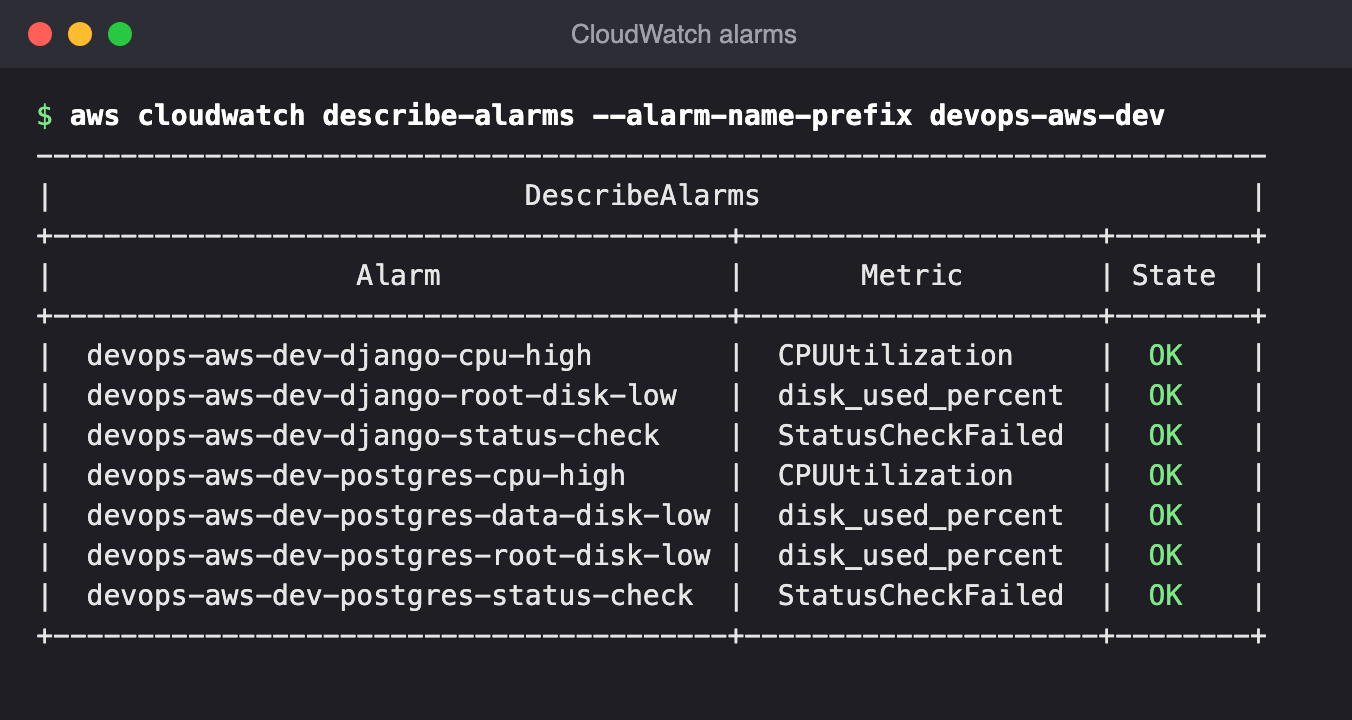 CloudWatch alarms
$ aws cloudwatch describe-alarms --alarm-name-prefix devops-aws-dev
-------------------------------------------------------------------------
|                            DescribeAlarms                             |
+----------------------------------------+---------------------+--------+
|                  Alarm                 |       Metric        | State  |
+----------------------------------------+---------------------+--------+
|  devops-aws-dev-django-cpu-high        |  CPUUtilization     |  OK    |
|  devops-aws-dev-django-root-disk-low   |  disk_used_percent  |  OK    |
|  devops-aws-dev-django-status-check    |  StatusCheckFailed  |  OK    |
|  devops-aws-dev-postgres-cpu-high      |  CPUUtilization     |  OK    |
|  devops-aws-dev-postgres-data-disk-low |  disk_used_percent  |  OK    |
|  devops-aws-dev-postgres-root-disk-low |  disk_used_percent  |  OK    |
|  devops-aws-dev-postgres-status-check  |  StatusCheckFailed  |  OK    |
+----------------------------------------+---------------------+--------+